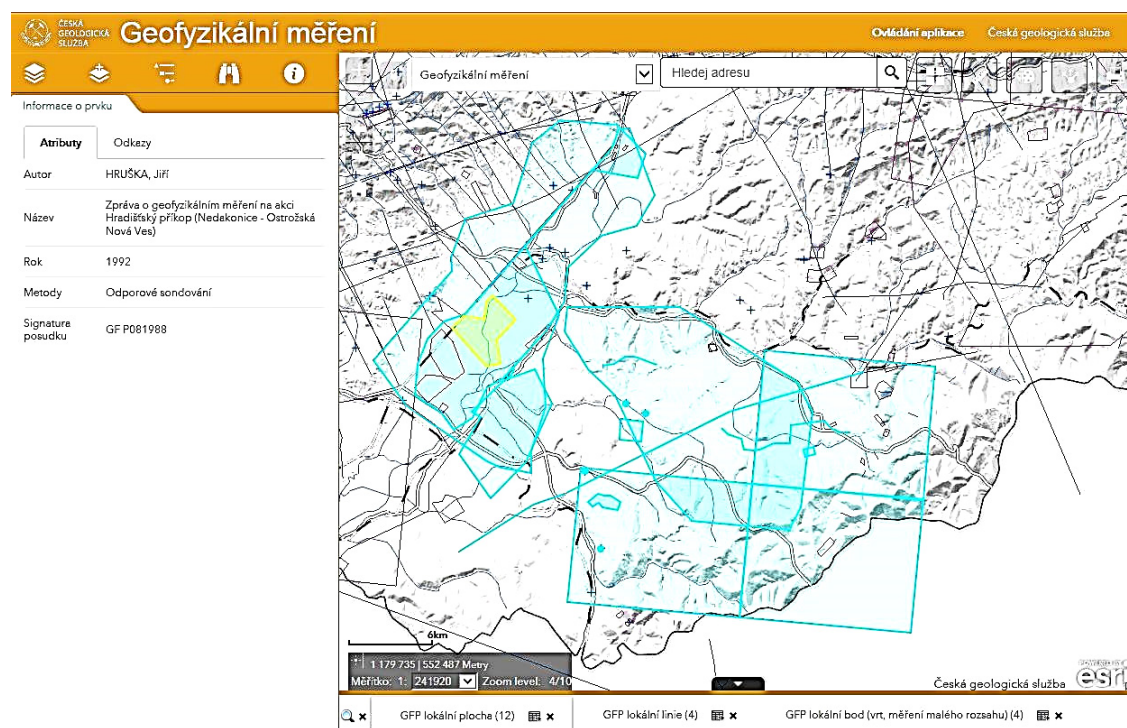 ČESKÁ
GEOLOGICKÁ
SLUŽBA
Geofyzikální měření
Ovládání aplikace
Česká geologická služba
Geofyzikální měření
Hledej adresu
Informace o prvku
Atributy
Odkazy
Autor
HRUŠKA, Jiří
Název
Zpráva o geofyzikálním měření na akci
Hradišťský příkop (Nedakonice - Ostrožská
Nová Ves)
Rok
1992
Metody
Odporové sondování
Signatura
posudku
GF P081988
6km
1 179 735 | 552 487 Metry
Měřítko: 1: 241920 Zoom level: 4/10
Česká geologická služba
POWERED BY
esri
GFP lokální plocha (12)
GFP lokální linie (4)
GFP lokální bod (vrt, měření malého rozsahu) (4)